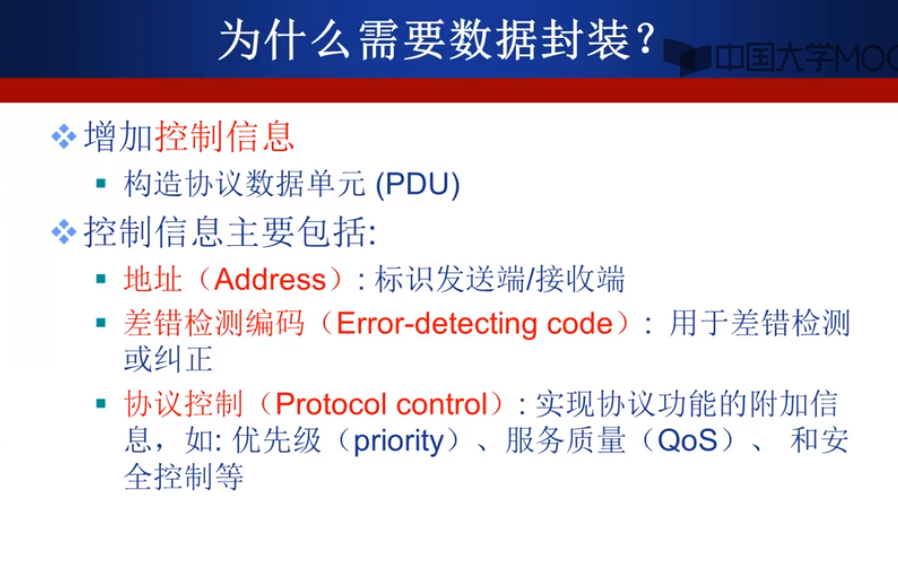 为什么需要数据封装？
中国大学MOO
增加控制信息
构造协议数据单元 (PDU)
控制信息主要包括:
地址（Address）: 标识发送端/接收端
差错检测编码（Error-detecting code）: 用于差错检测
或纠正
协议控制（Protocol control）: 实现协议功能的附加信
息，如: 优先级（priority）、服务质量（QoS）、 和安
全控制等